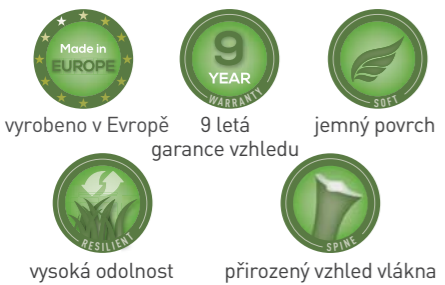 Made in
EUROPE
9
YEAR
WARRANTY
SOFT
vyrobeno v Evropě
9 letá
garance vzhledu
jemný povrch
RESILIENT
SPINE
vysoká odolnost
přirozený vzhled vlákna